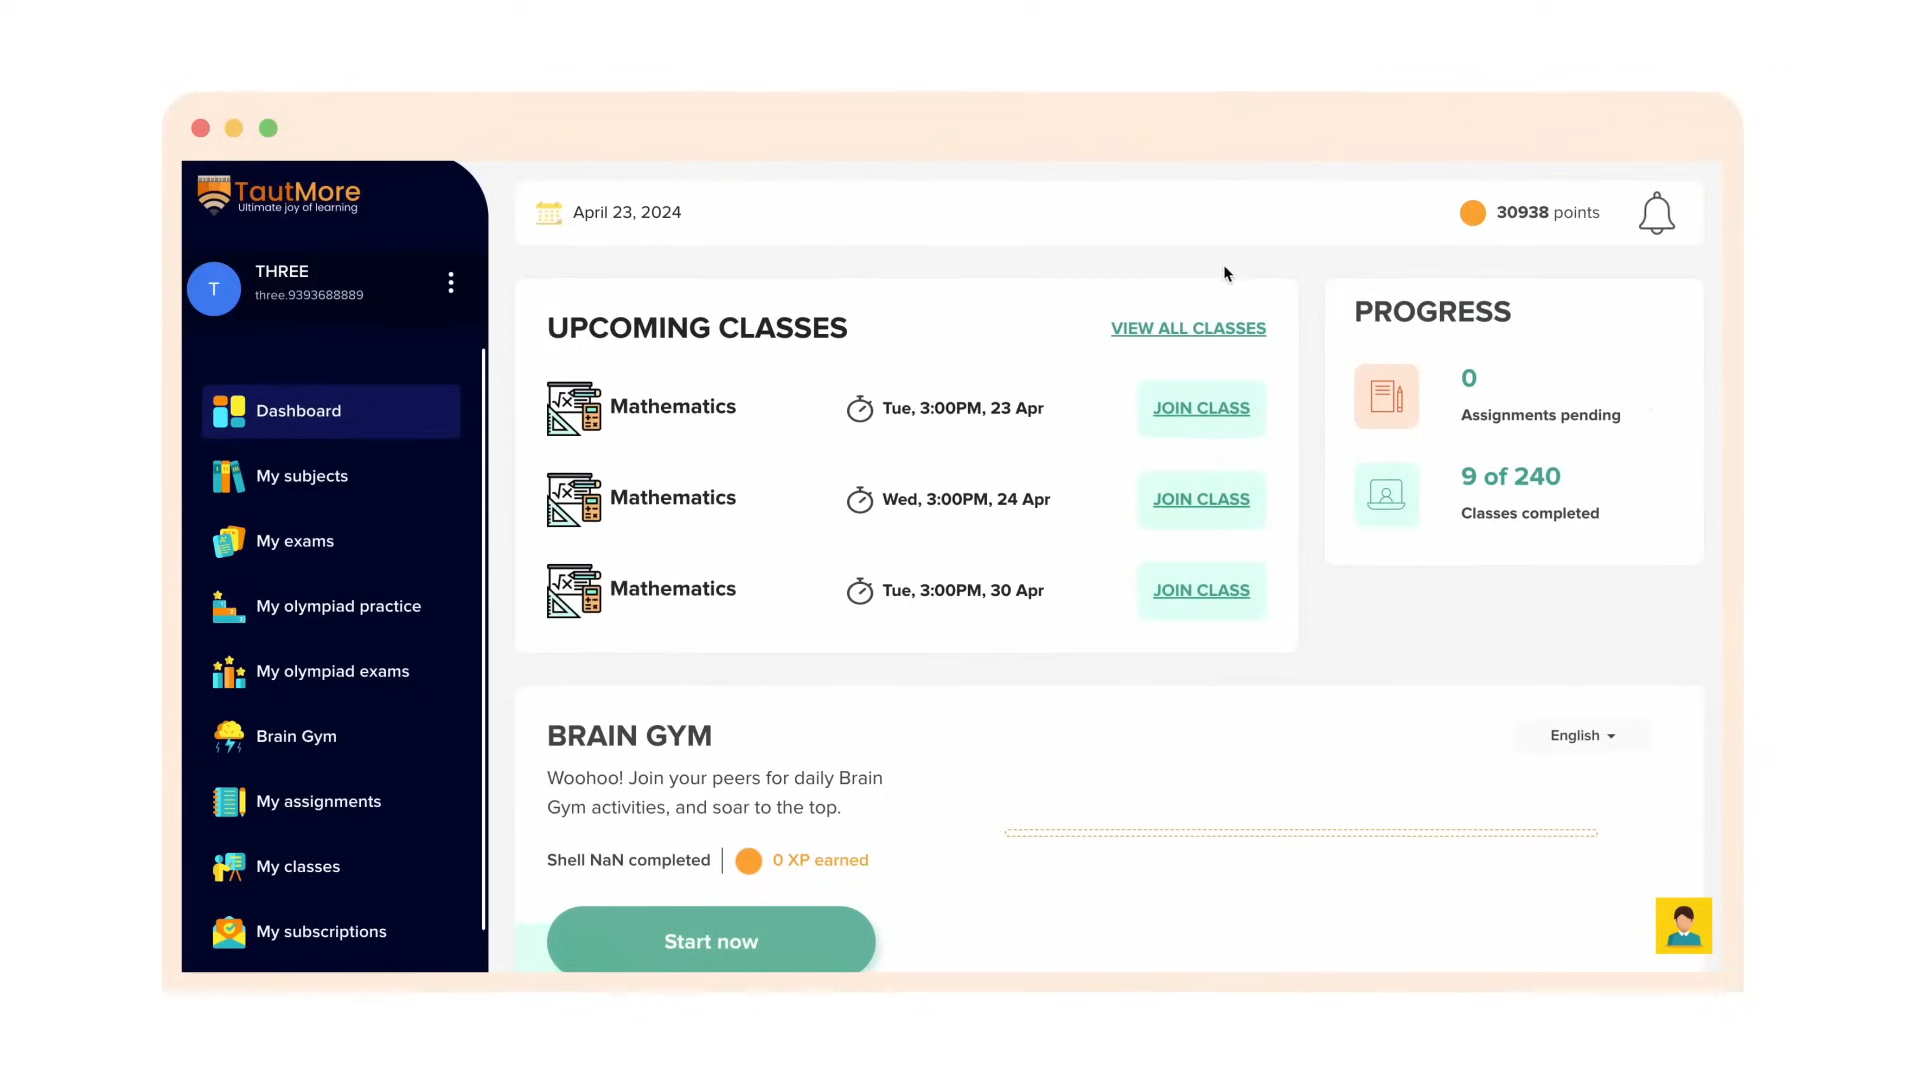 TautMore
Ultimate joy of learning
T
THREE
three.9393688889
Dashboard
My subjects
My exams
My olympiad practice
My olympiad exams
Brain Gym
My assignments
My classes
My subscriptions
April 23, 2024
30938 points
UPCOMING CLASSES
VIEW ALL CLASSES
Mathematics
Tue, 3:00PM, 23 Apr
JOIN CLASS
Mathematics
Wed, 3:00PM, 24 Apr
JOIN CLASS
Mathematics
Tue, 3:00PM, 30 Apr
JOIN CLASS
PROGRESS
0
Assignments pending
9 of 240
Classes completed
BRAIN GYM
English
Woohoo! Join your peers for daily Brain
Gym activities, and soar to the top.
Shell NaN completed
0 XP earned
Start now